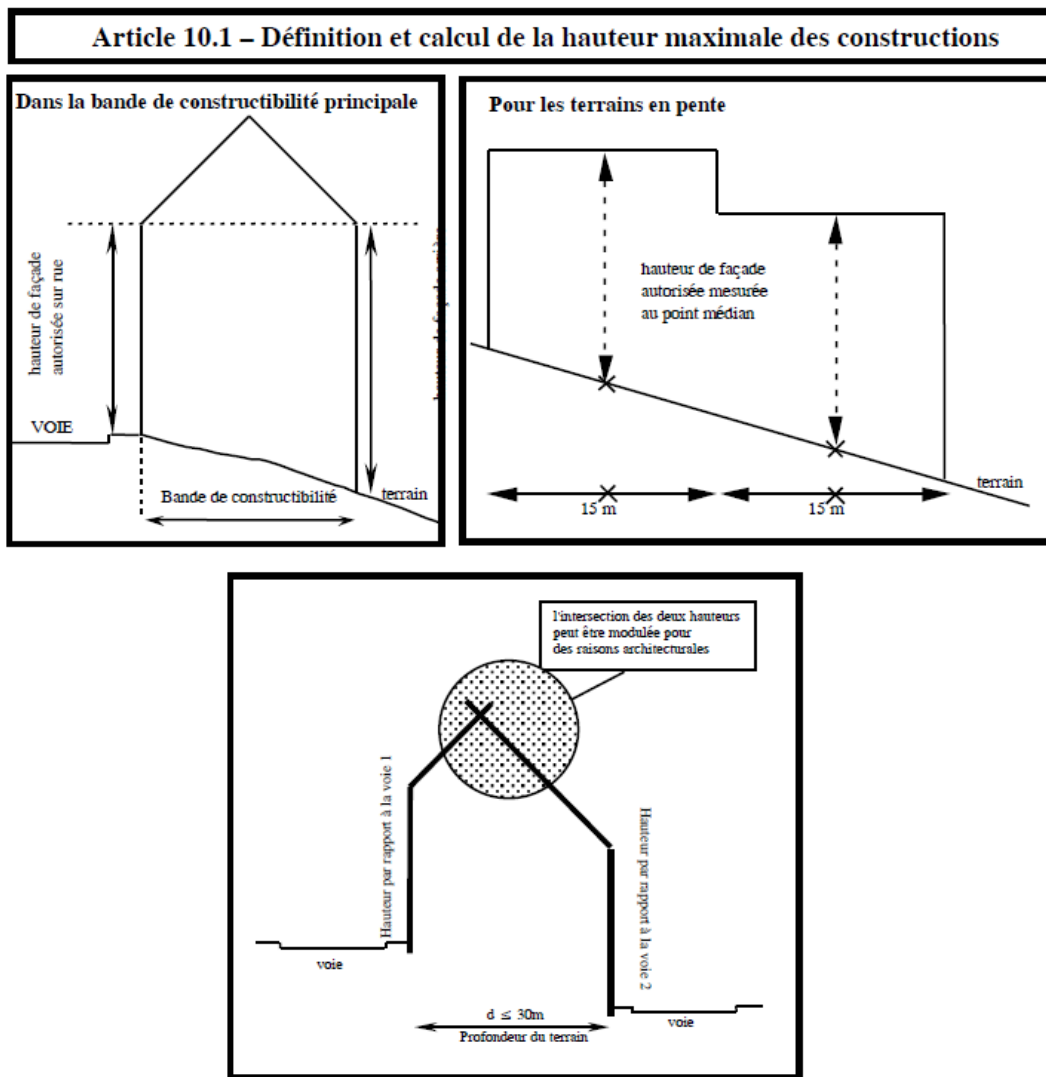 Article 10.1 – Définition et calcul de la hauteur maximale des constructions
Dans la bande de constructibilité principale
hauteur de façade
autorisée sur rue
VOIE
Bande de constructibilité
terrain
Pour les terrains en pente
hauteur de façade
autorisée mesurée
au point médian
terrain
15 m
15 m
l'intersection des deux hauteurs
peut être modulée pour
des raisons architecturales
Hauteur par rapport à la voie 1
Hauteur par rapport à la voie 2
voie
d ≤ 30m
Profondeur du terrain
voie